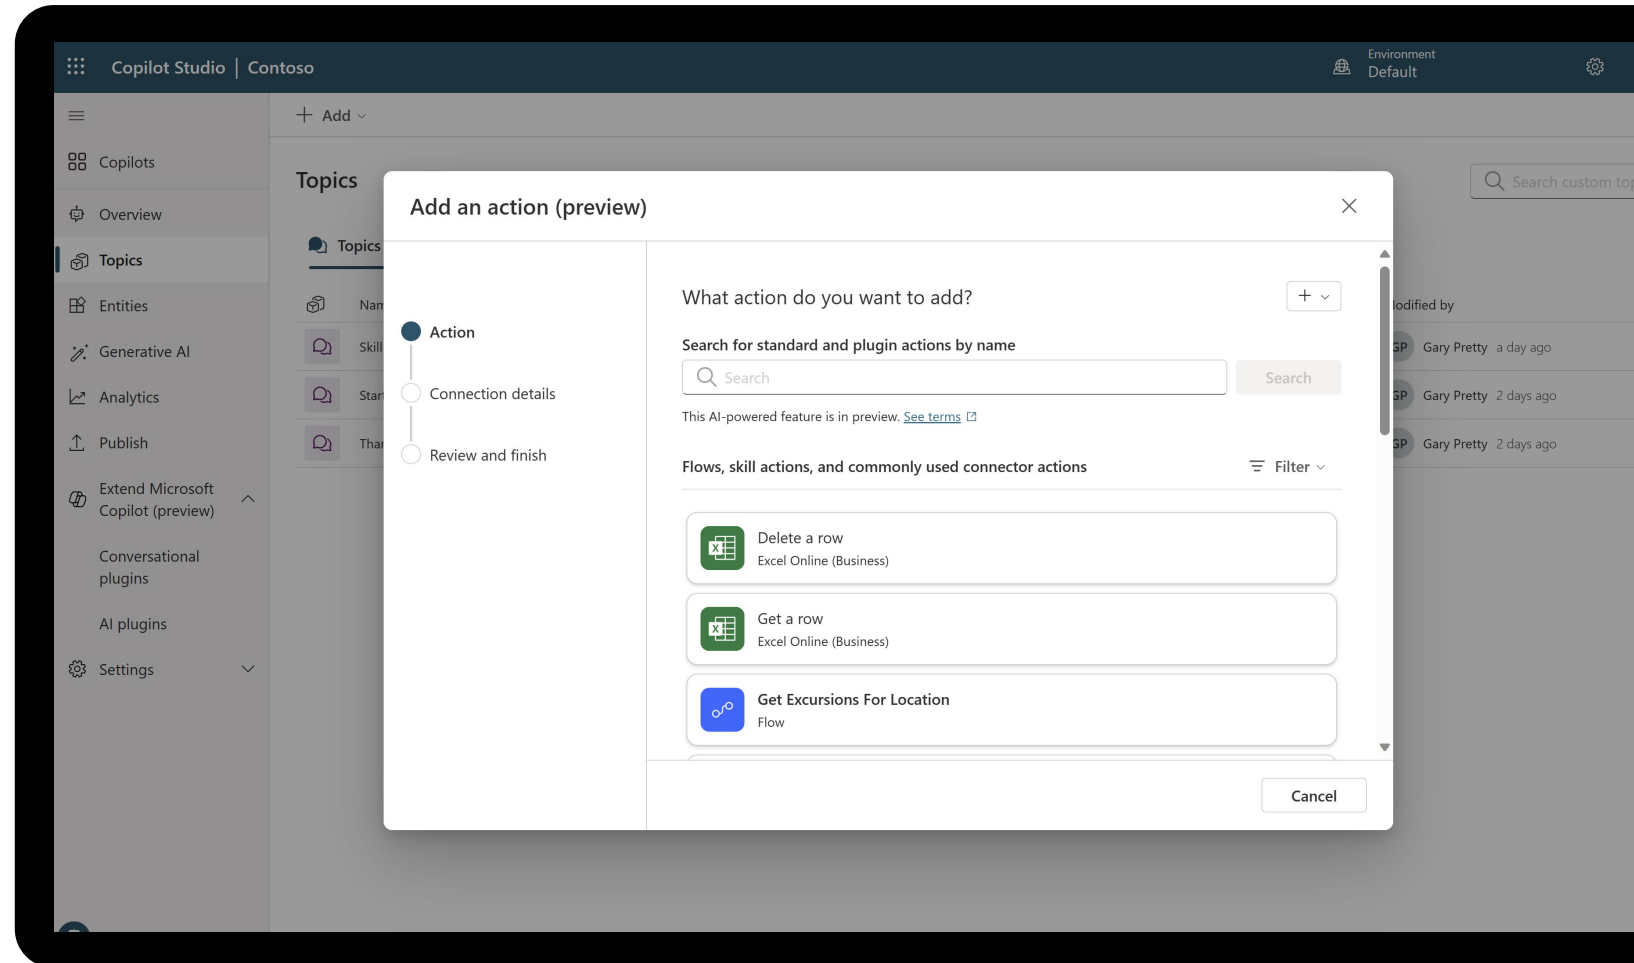 Copilot Studio | Contoso
Environment
Default
Add
Copilots
Overview
Topics
Entities
Generative AI
Analytics
Publish
Extend Microsoft
Copilot (preview)
Conversational
plugins
AI plugins
Settings
Topics
Search custom
Topics
Modified by
Skill
GP Gary Pretty a day ago
GP Gary Pretty 2 days ago
GP Gary Pretty 2 days ago
Add an action (preview)
Action
Connection details
Review and finish
What action do you want to add?
Search for standard and plugin actions by name
Search
Search
This AI-powered feature is in preview. See terms
Flows, skill actions, and commonly used connector actions
Filter
Delete a row
Excel Online (Business)
Get a row
Excel Online (Business)
Get Excursions For Location
Flow
Cancel